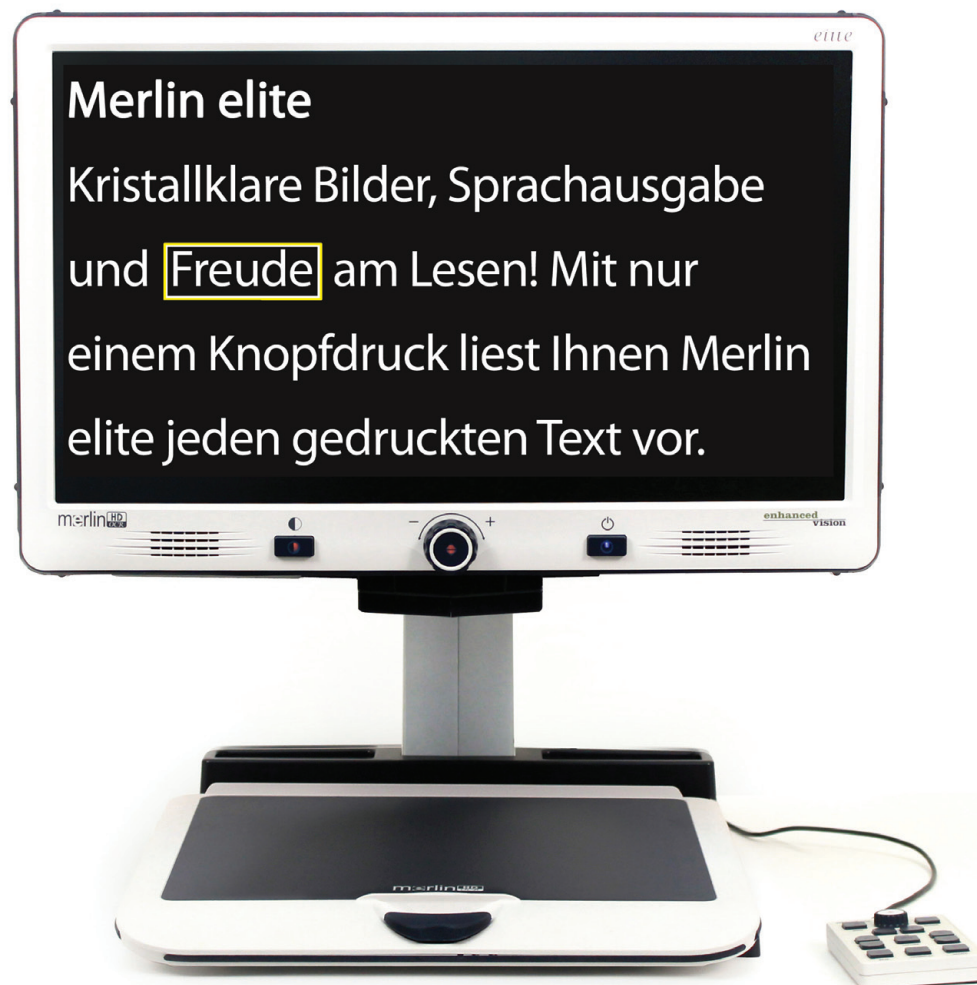 elite
Merlin elite
Kristallklare Bilder, Sprachausgabe
und Freude am Lesen! Mit nur
einem Knopfdruck liest Ihnen Merlin
elite jeden gedruckten Text vor.
merlin HD OCR
- +
enhanced vision
merlin HD